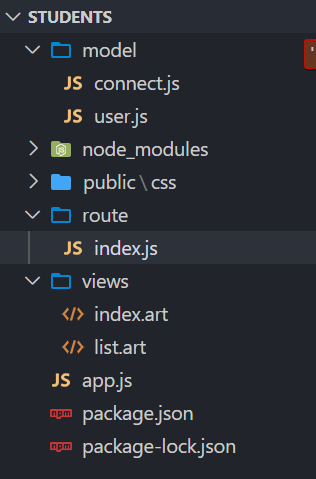 STUDENTS
model
JS connect.js
JS user.js
node_modules
public\css
route
JS index.js
views
index.art
list.art
JS app.js
npm package.json
npm package-lock.json